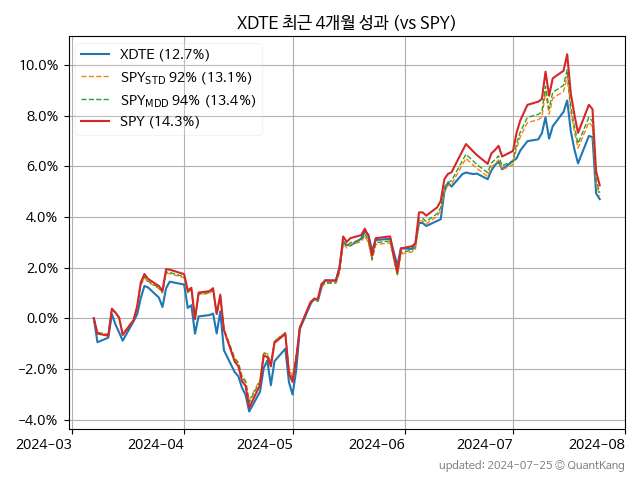 XDTE 최근 4개월 성과 (vs SPY)
XDTE (12.7%)
SPY_STD 92% (13.1%)
SPY_MDD 94% (13.4%)
SPY (14.3%)
10.0%
8.0%
6.0%
4.0%
2.0%
0.0%
−2.0%
−4.0%
2024−03 2024−04 2024−05 2024−06 2024−07 2024−08
updated: 2024-07-25 © QuantKang